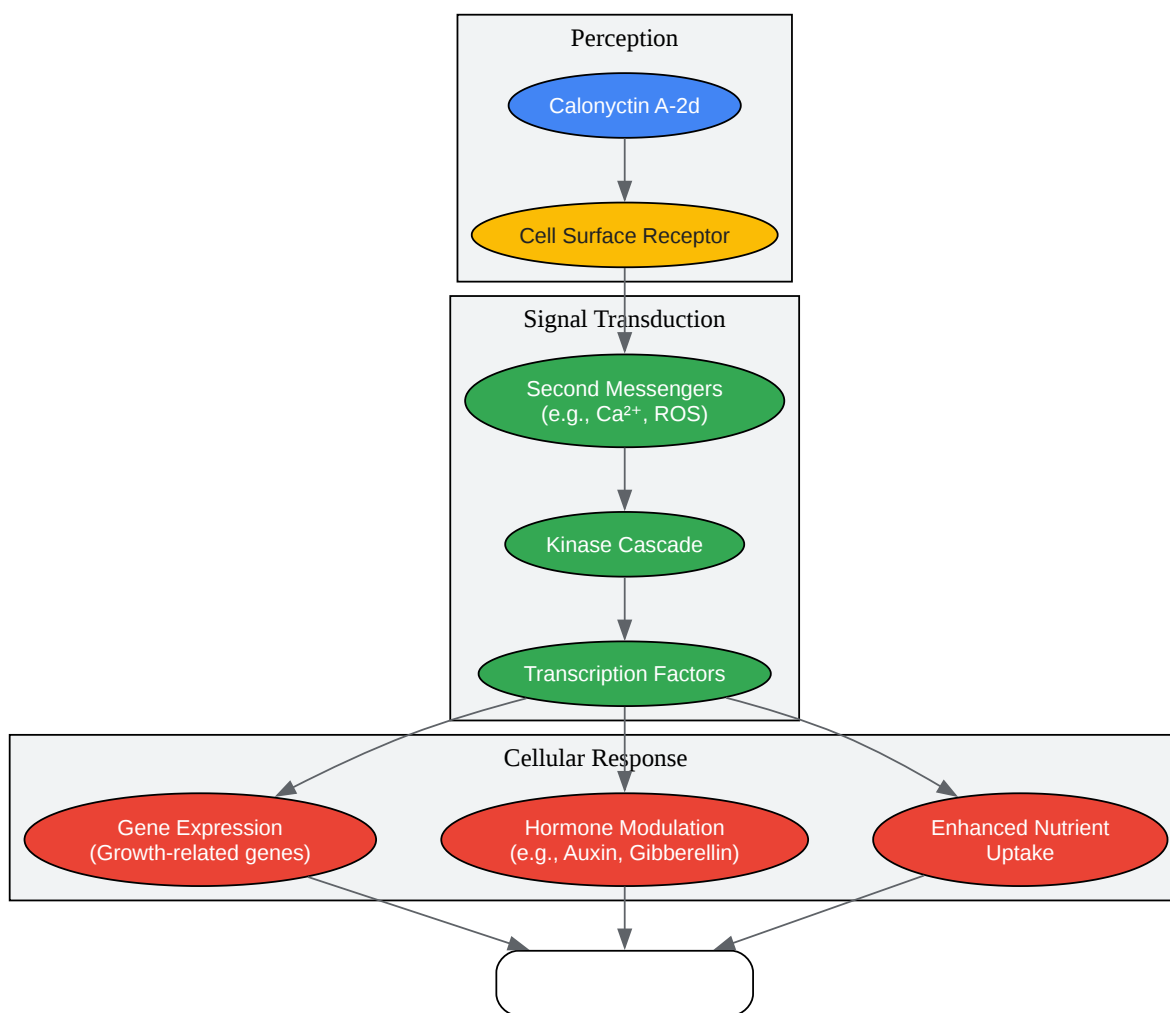 Perception
Calonyctin A-2d
Cell Surface Receptor
Signal Transduction
Second Messengers
(e.g., Ca²⁺, ROS)
Kinase Cascade
Transcription Factors
Cellular Response
Gene Expression
(Growth-related genes)
Hormone Modulation
(e.g., Auxin, Gibberellin)
Enhanced Nutrient
Uptake